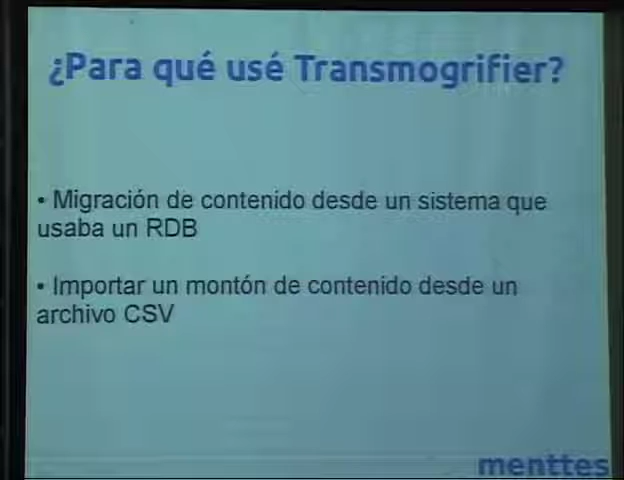 ¿Para qué usé Transmogrifier?
• Migración de contenido desde un sistema que
usaba un RDB
• Importar un montón de contenido desde un
archivo CSV
menttes